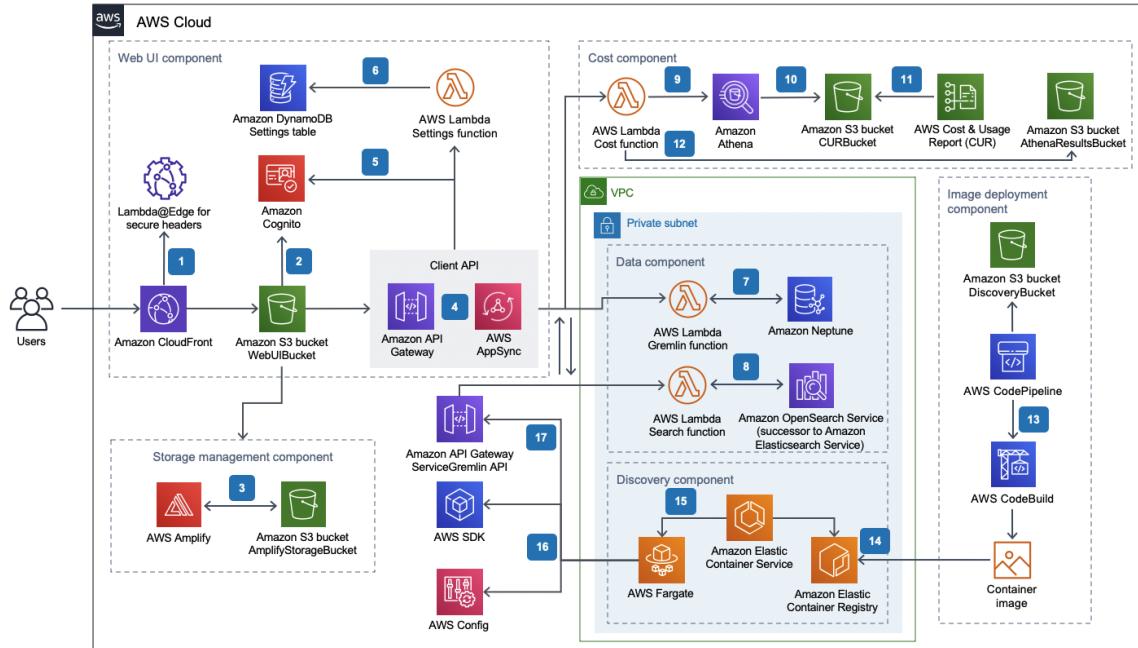 aws
AWS Cloud
Web UI component
6
Amazon DynamoDB
Settings table
AWS Lambda
Settings function
5
Lambda@Edge for
secure headers
Amazon
Cognito
1
2
Client API
4
Users
Amazon CloudFront
Amazon S3 bucket
WebUIBucket
Amazon API
Gateway
AWS
AppSync
Storage management component
3
AWS Amplify
Amazon S3 bucket
AmplifyStorageBucket
Cost component
9
10
11
AWS Lambda
Cost function
Amazon
Athena
Amazon S3 bucket
CURBucket
AWS Cost & Usage
Report (CUR)
Amazon S3 bucket
AthenaResultsBucket
12
VPC
Private subnet
Data component
7
AWS Lambda
Gremlin function
Amazon Neptune
8
AWS Lambda
Search function
Amazon OpenSearch Service
(successor to Amazon
Elasticsearch Service)
17
Amazon API Gateway
ServiceGremlin API
AWS SDK
16
AWS Config
Discovery component
15
Amazon Elastic
Container Service
14
AWS Fargate
Amazon Elastic
Container Registry
Image deployment
component
Amazon S3 bucket
DiscoveryBucket
AWS CodePipeline
13
AWS CodeBuild
Container
image